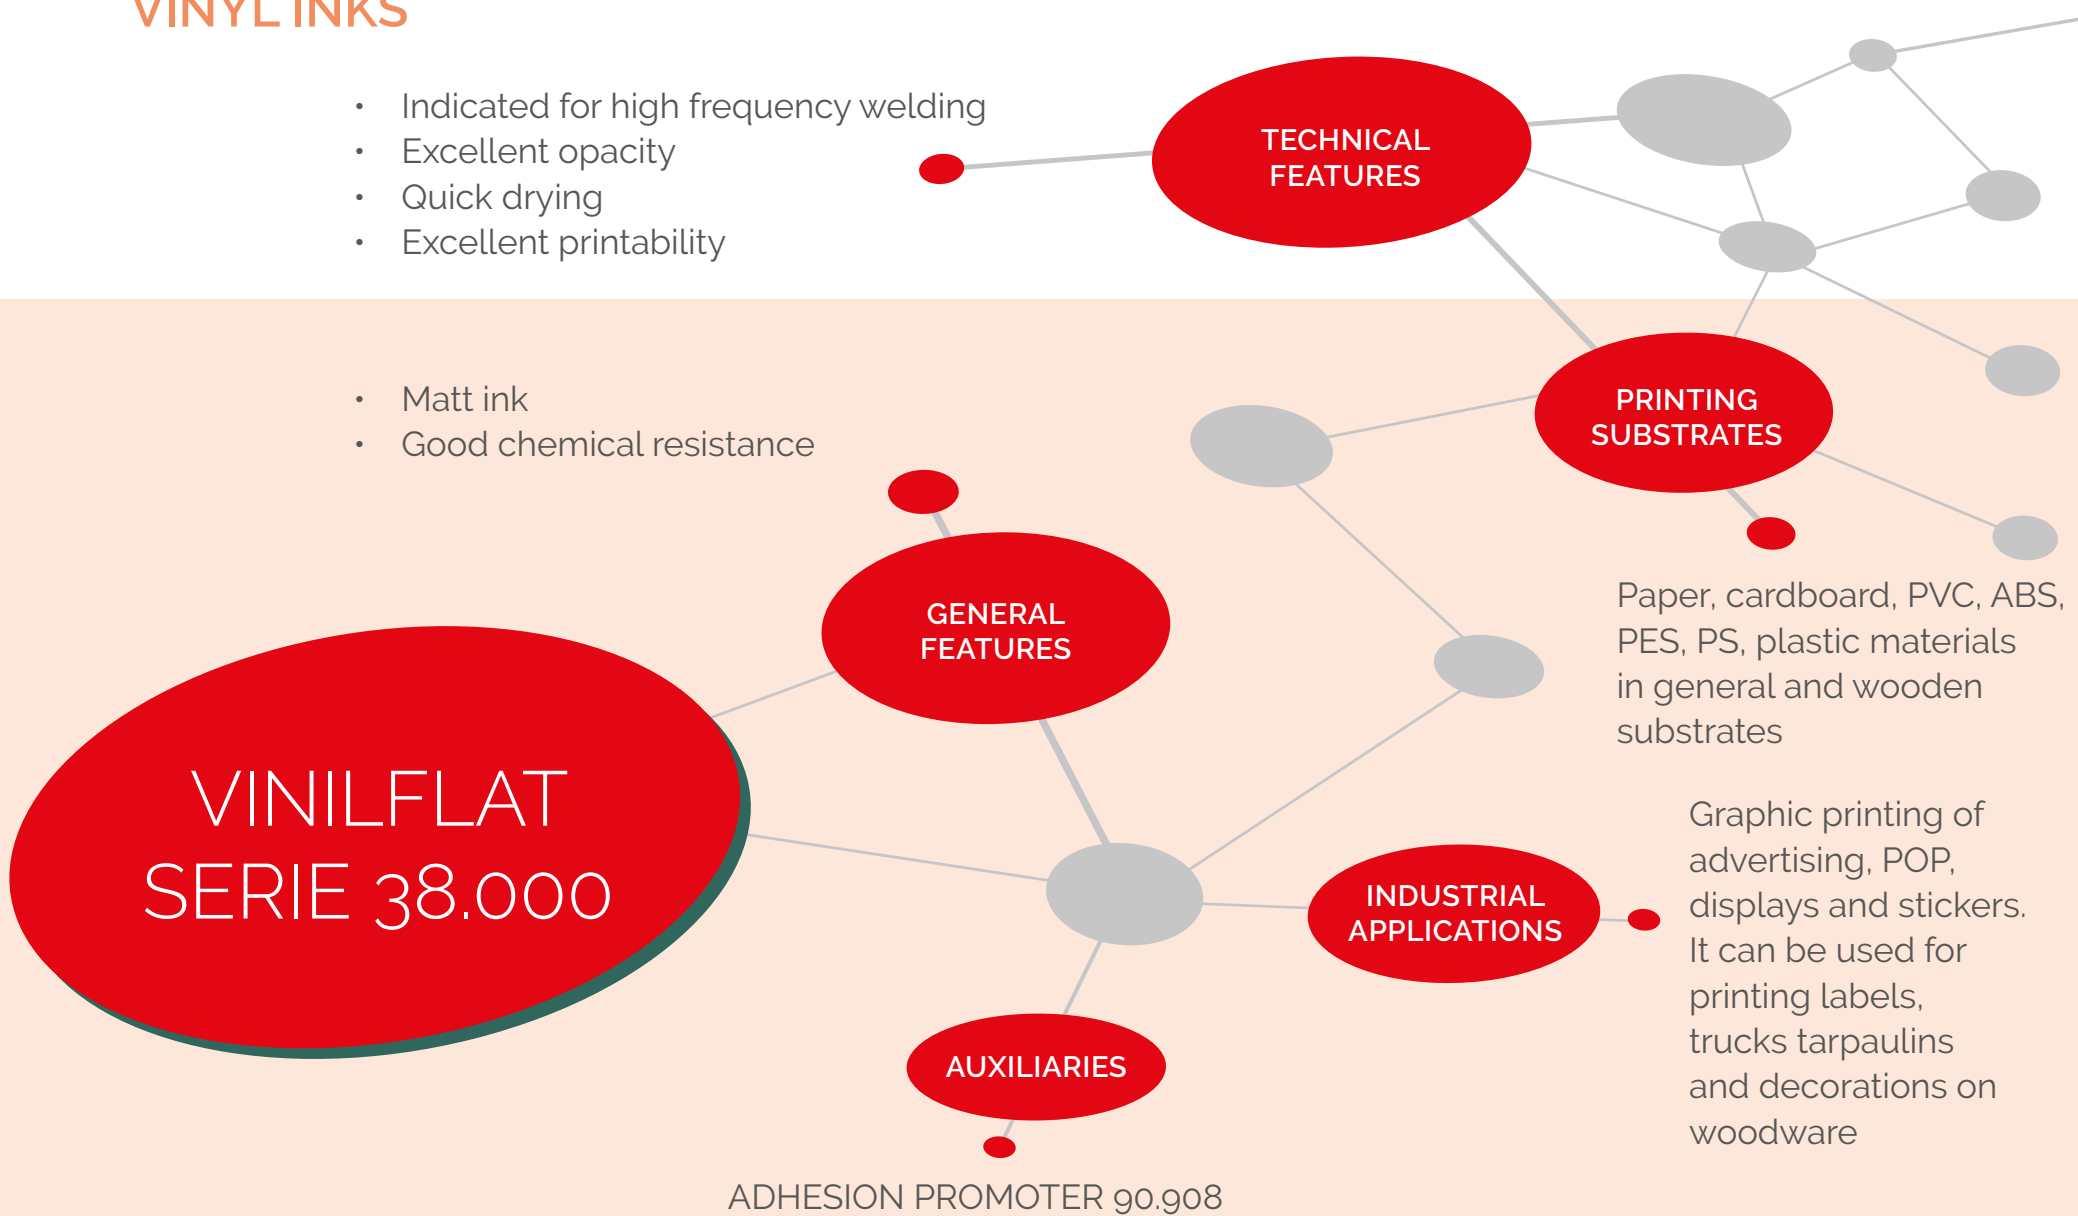 VINYL INKS
• Indicated for high frequency welding
• Excellent opacity
• Quick drying
• Excellent printability
TECHNICAL
FEATURES
• Matt ink
• Good chemical resistance
PRINTING
SUBSTRATES
GENERAL
FEATURES
Paper, cardboard, PVC, ABS,
PES, PS, plastic materials
in general and wooden
substrates
VINILFLAT
SERIE 38.000
INDUSTRIAL
APPLICATIONS
Graphic printing of
advertising, POP,
displays and stickers.
It can be used for
printing labels,
trucks tarpaulins
and decorations on
woodware
AUXILIARIES
ADHESION PROMOTER 90.908